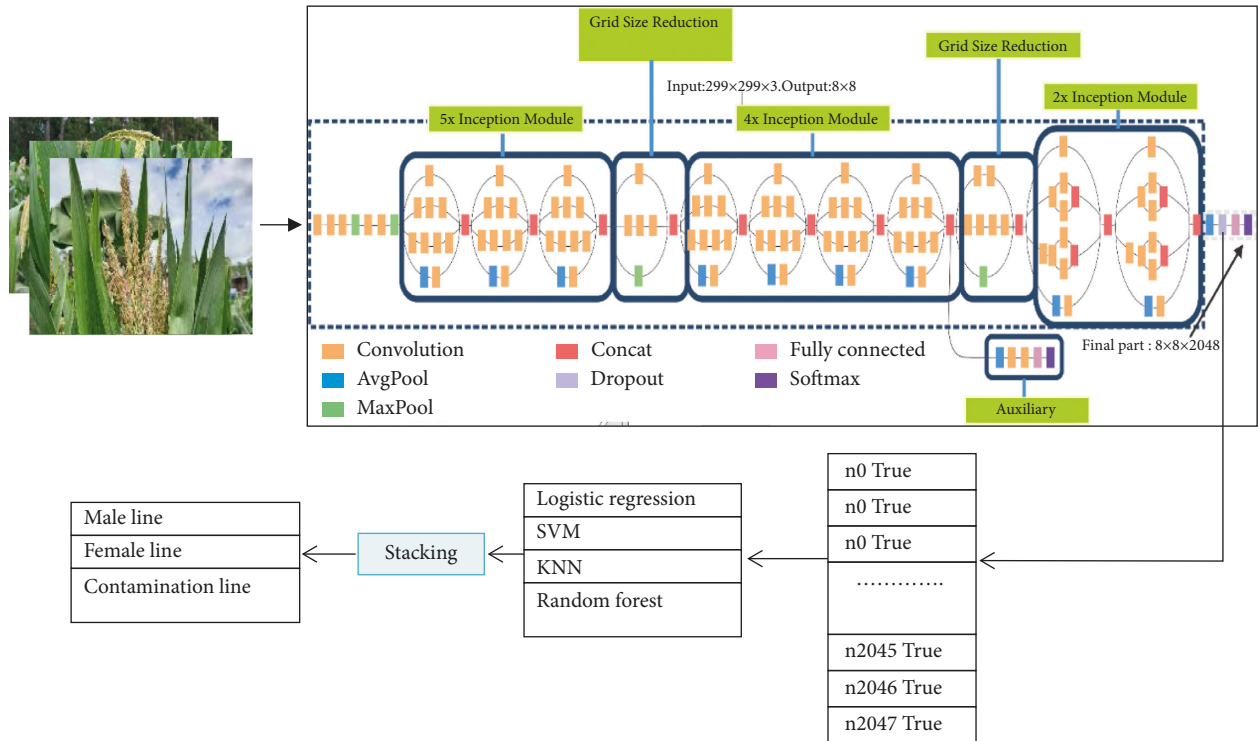 Grid Size Reduction
Grid Size Reduction
Input:299×299×3.Output:8×8
5x Inception Module
4x Inception Module
2x Inception Module
Convolution
AvgPool
MaxPool
Concat
Dropout
Fully connected
Softmax
Final part : 8×8×2048
Auxiliary
n0 True
n0 True
n0 True
.............
n2045 True
n2046 True
n2047 True
Logistic regression
SVM
KNN
Random forest
Stacking
Male line
Female line
Contamination line